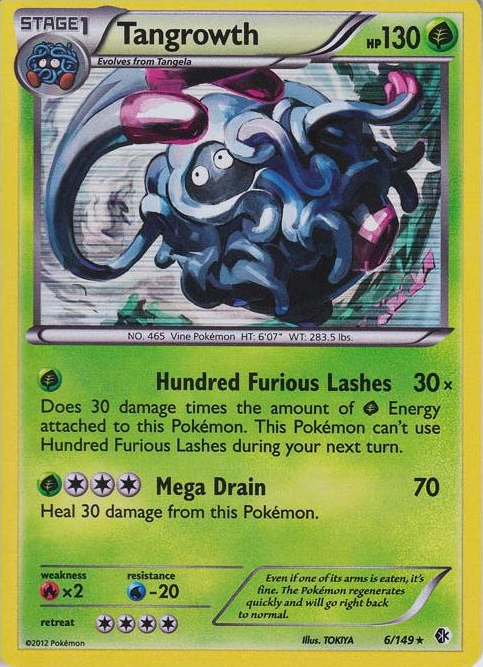 STAGE 1
Tangrowth
HP 130
Evolves from Tangela
NO. 465 Vine Pokémon HT: 6'07" WT: 283.5 lbs.
Hundred Furious Lashes 30×
Does 30 damage times the amount of Energy
attached to this Pokémon. This Pokémon can't use
Hundred Furious Lashes during your next turn.
Mega Drain 70
Heal 30 damage from this Pokémon.
weakness resistance
×2 -20
retreat
Even if one of its arms is eaten, it's
fine. The Pokémon regenerates
quickly and will go right back
to normal.
©2012 Pokémon
Illus. TOKIYA 6/149★